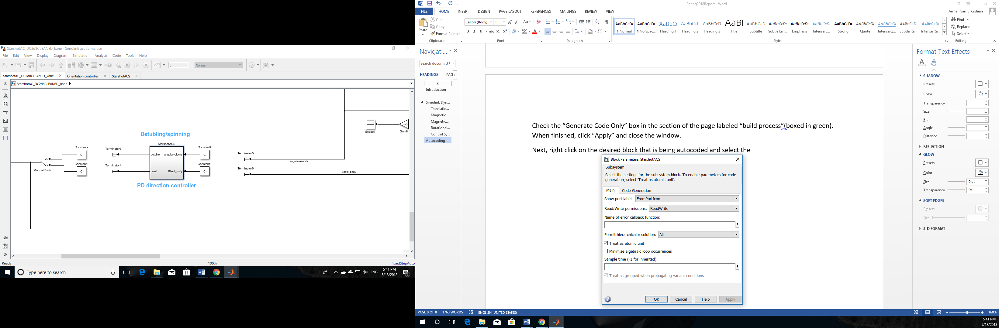 StarshotAC_DC2d8CLEANED_kane - Simulink academic use
File Edit View Display Diagram Simulation Analysis Code Tools Help
5 Normal
StarshotAC_DC2d8CLEANED_kane Orientation controller StarshotACS
StarshotAC_DC2d8CLEANED_kane
Scope1
-K-
Gain8
Detubling/spinning
StarshotACS
Constant2
-C-
Constant3
-C-
Manual Switch
Terminator3
Terminator4
detuble angularvelocity
point Bfield_body
Constant4
-C-
Constant9
-C-
Terminator5
angularvelocity
Terminator6
Bfield_body
PD direction controller
Ready 100% FixedStepAuto
Type here to search
ENG
5:41 PM
5/18/2018
3
Spring2018Report - Word
FILE HOME INSERT DESIGN PAGE LAYOUT REFERENCES MAILINGS REVIEW VIEW
Armen Samurkashian
Paste
Cut
Copy
Format Painter
Clipboard
Calibri (Body) 11
Font
Paragraph
AaBbCcDc AaBbCcDc AaBbCc AaBbCcE AaBbCcDc AaBl AaBbCcD AaBbCcDc AaBbCcDc AaBbCcDc AaBbCcDc AaBbCcDc AaBbCcDc AABBCCDC AABBCCDC
¶ Normal ¶ No Spac... Heading 1 Heading 2 Heading 3 Title Subtitle Subtle Em... Emphasis Intense E... Strong Quote Intense Q... Subtle Ref... Intense Re...
Styles
Find
Replace
Select
Editing
Navigati...
Search docume
HEADINGS PAG
Introduction
Simulink Dyn...
Translatio...
Magnetic...
Magnetic...
Rotational...
Control Sy...
Autocoding
Check the “Generate Code Only” box in the section of the page labeled “build process”(boxed in green).
When finished, click “Apply” and close the window.
Next, right click on the desired block that is being autocoded and select the
Block Parameters: StarshotACS
Subsystem
Select the settings for the subsystem block. To enable parameters for code
generation, select 'Treat as atomic unit'.
Main Code Generation
Show port labels FromPortIcon
Read/Write permissions: ReadWrite
Name of error callback function:
Permit hierarchical resolution: All
Treat as atomic unit
Minimize algebraic loop occurrences
Sample time (-1 for inherited):
-1
Treat as grouped when propagating variant conditions
OK Cancel Help Apply
Format Text Effects
SHADOW
Presets
Color
Transparency
Size
Blur
Angle
Distance
REFLECTION
GLOW
Presets
Color
Size 0 pt
Transparency 0%
SOFT EDGES
Presets
Size
3-D FORMAT
PAGE 8 OF 8 1763 WORDS ENGLISH (UNITED STATES) 160%
5:41 PM
5/18/2018